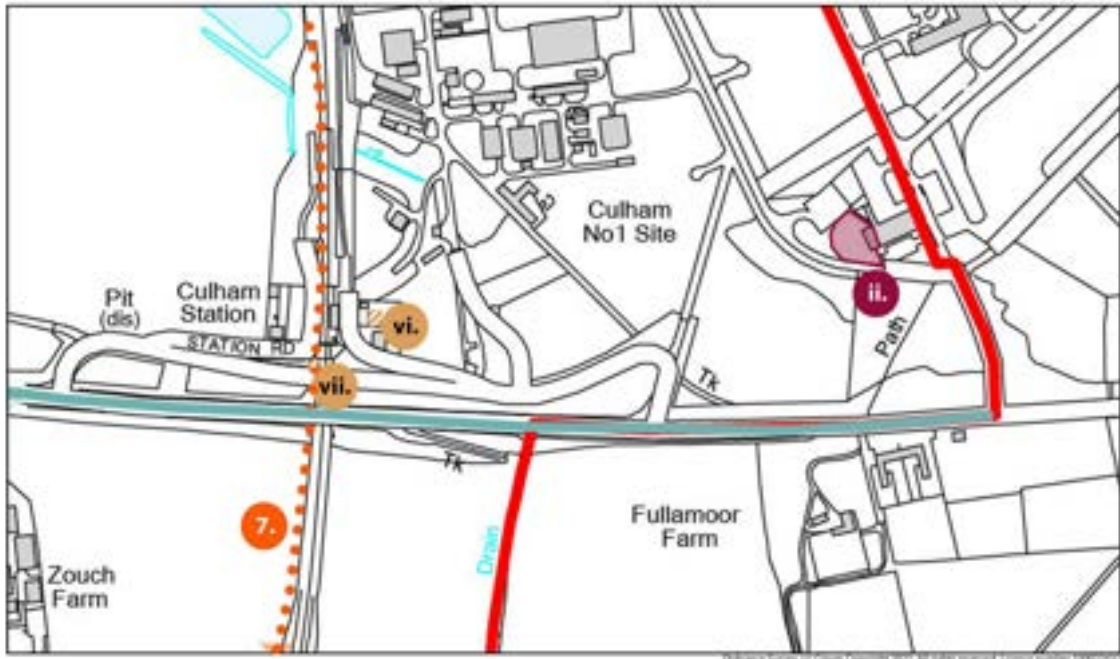 Culham
No1 Site
ii.
Pit
(dis)
Culham
Station
STATION RD
vi.
vii.
Path
Tk
Tk
7.
Drain
Fullamoor
Farm
Zouch
Farm